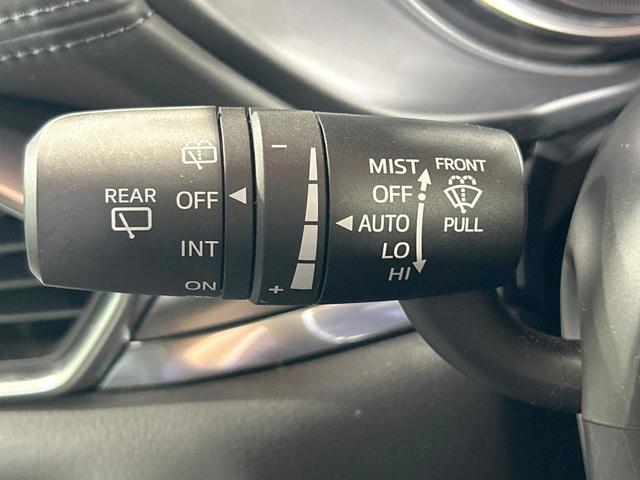 REAR
OFF
INT
ON
−
+
MIST
OFF
AUTO
LO
HI
FRONT
PULL